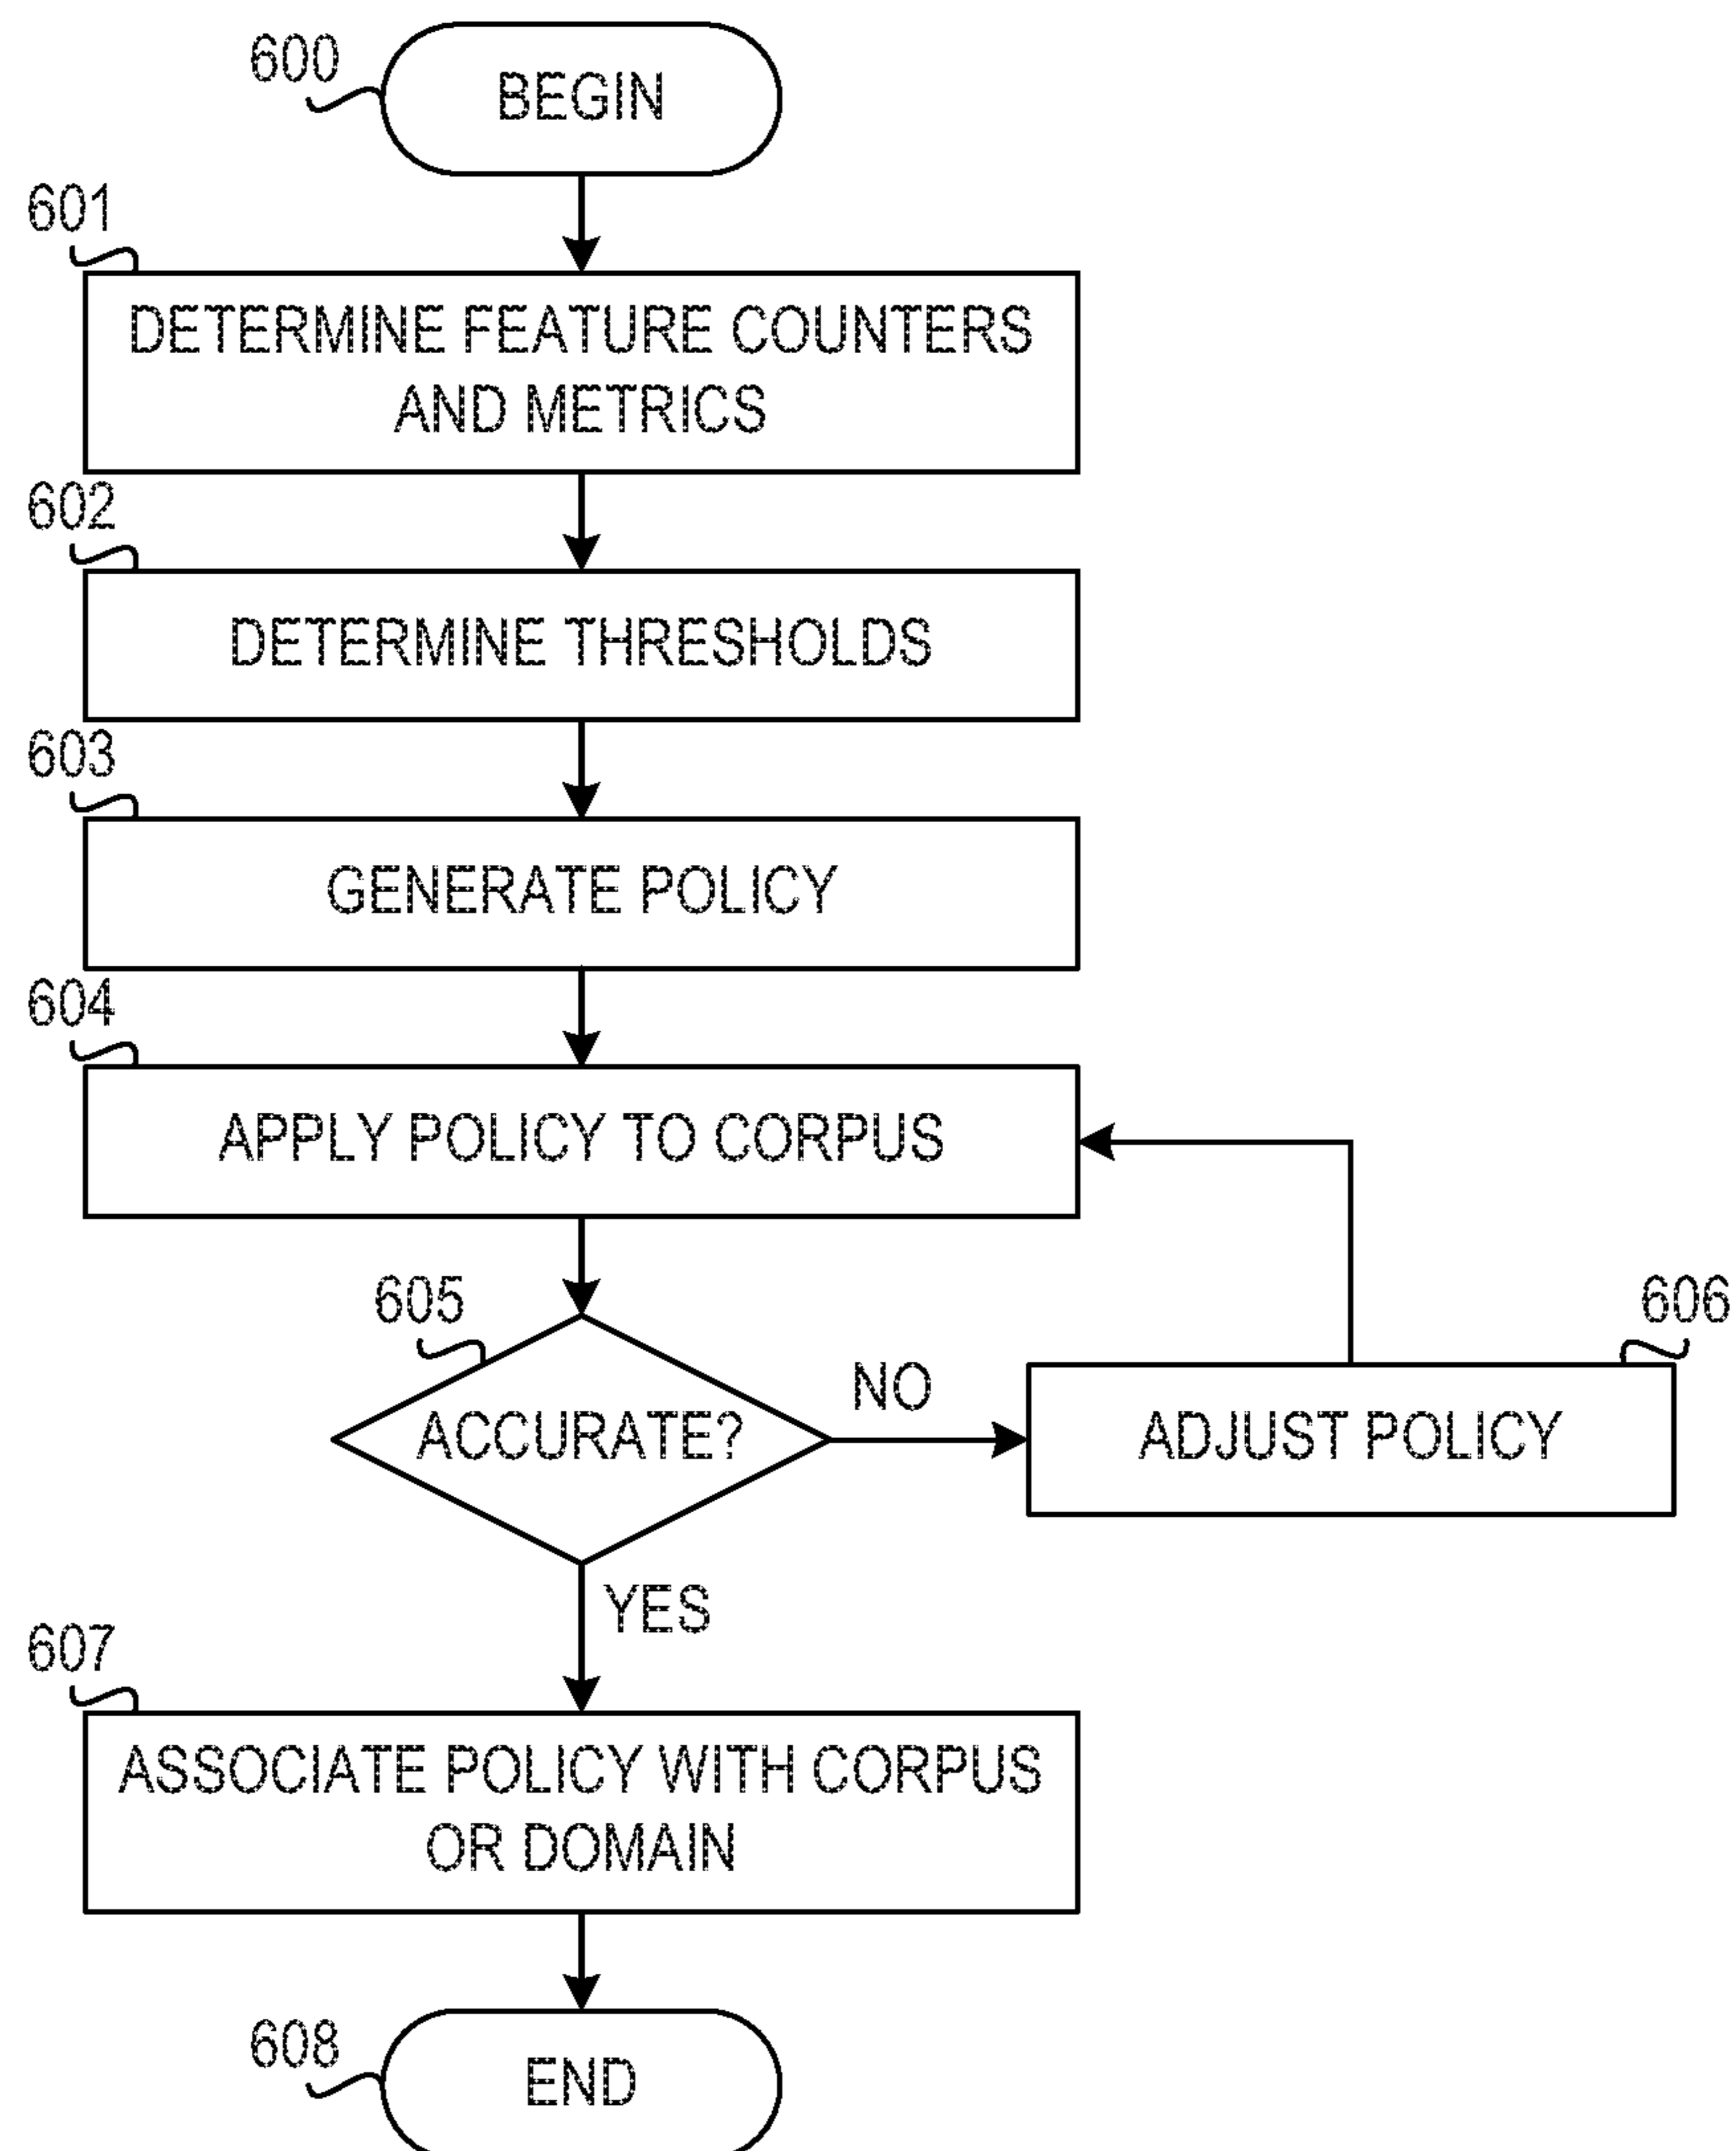 600
BEGIN
601
DETERMINE FEATURE COUNTERS
AND METRICS
602
DETERMINE THRESHOLDS
603
GENERATE POLICY
604
APPLY POLICY TO CORPUS
605
ACCURATE?
NO
606
ADJUST POLICY
YES
607
ASSOCIATE POLICY WITH CORPUS
OR DOMAIN
608
END